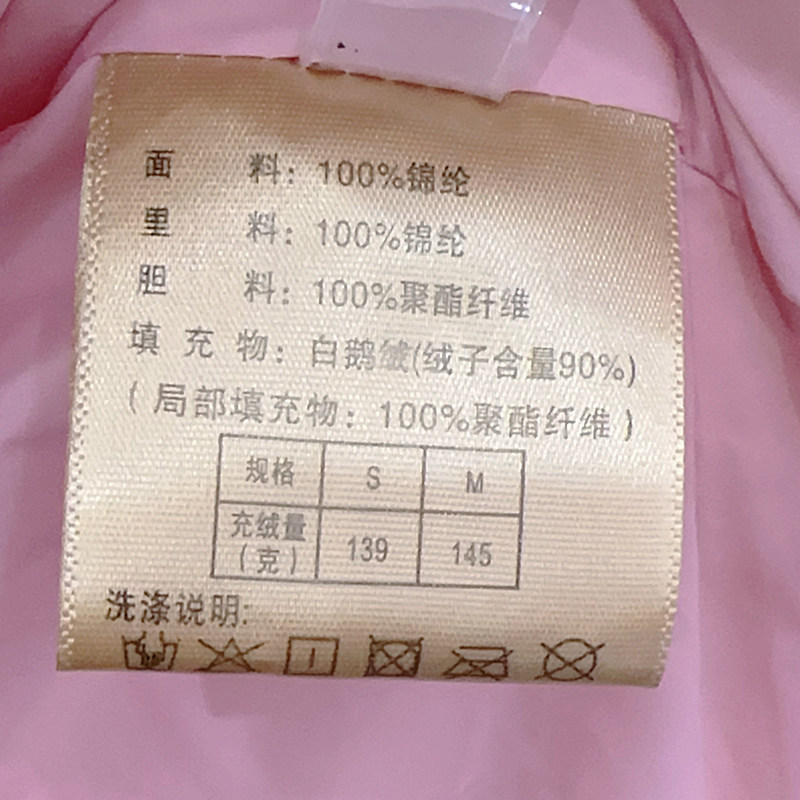 面 料：100%锦纶
里 料：100%锦纶
胆 料：100%聚酯纤维
填 充 物：白鹅绒(绒子含量90%)
(局部填充物：100%聚酯纤维)
规格 S M
充绒量(克) 139 145
洗涤说明: